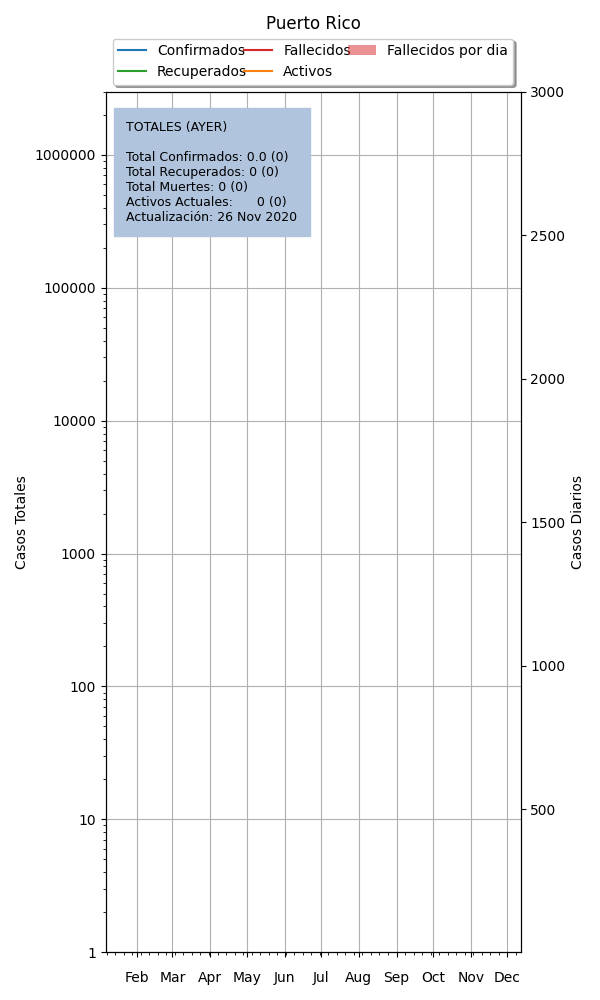 Puerto Rico
Confirmados
Recuperados
Fallecidos
Activos
Fallecidos por dia
TOTALES (AYER)
Total Confirmados: 0.0 (0)
Total Recuperados: 0 (0)
Total Muertes: 0 (0)
Activos Actuales: 0 (0)
Actualización: 26 Nov 2020
Casos Totales
1000000
100000
10000
1000
100
10
1
Casos Diarios
3000
2500
2000
1500
1000
500
Feb Mar Apr May Jun Jul Aug Sep Oct Nov Dec